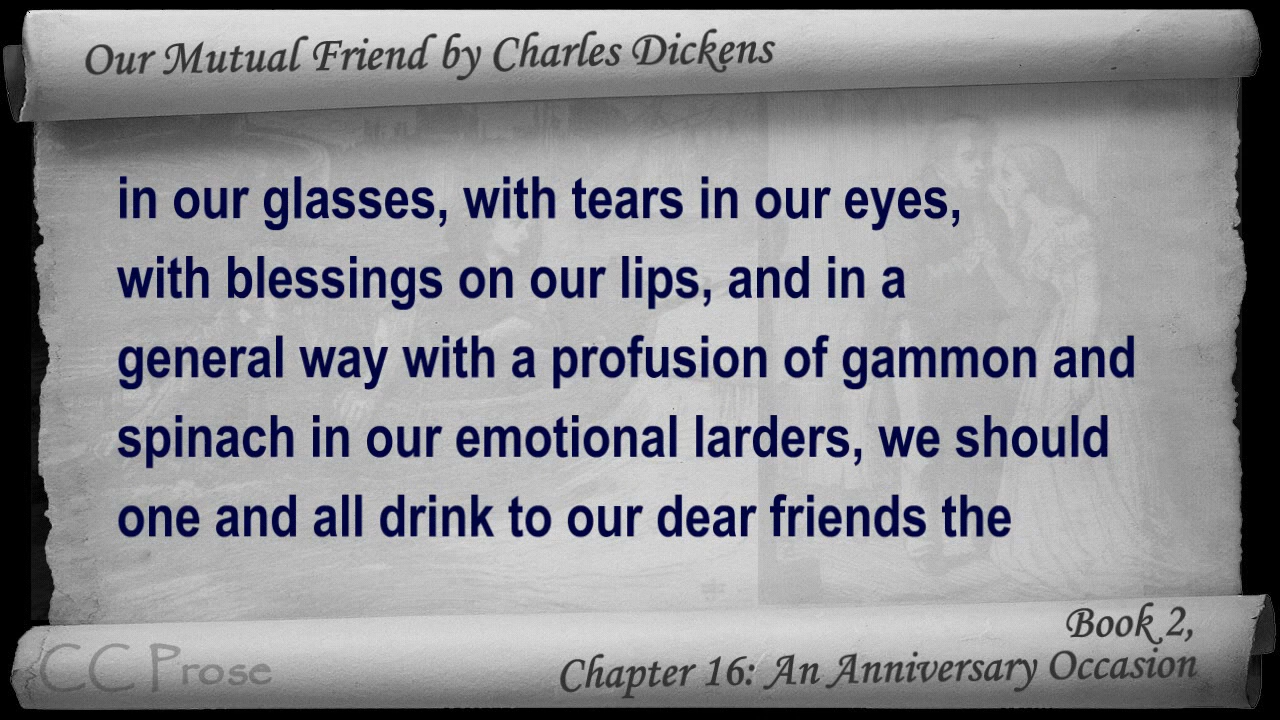 Our Mutual Friend by Charles Dickens
in our glasses, with tears in our eyes,
with blessings on our lips, and in a
general way with a profusion of gammon and
spinach in our emotional larders, we should
one and all drink to our dear friends the
Book 2,
Chapter 16: An Anniversary Occasion
CC Prose